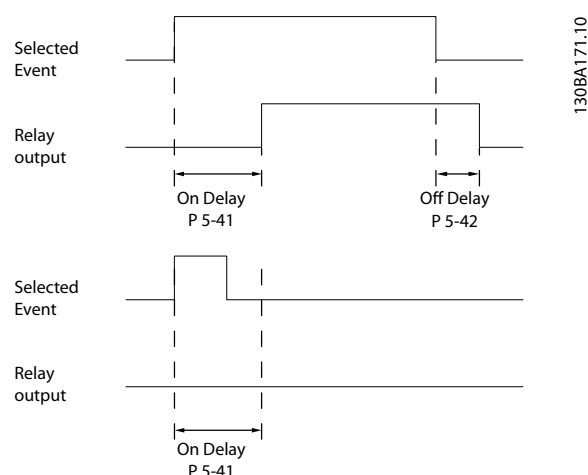 Selected
Event
Relay
output
On Delay
P 5-41
Off Delay
P 5-42
130BA171.10
Selected
Event
Relay
output
On Delay
P 5-41